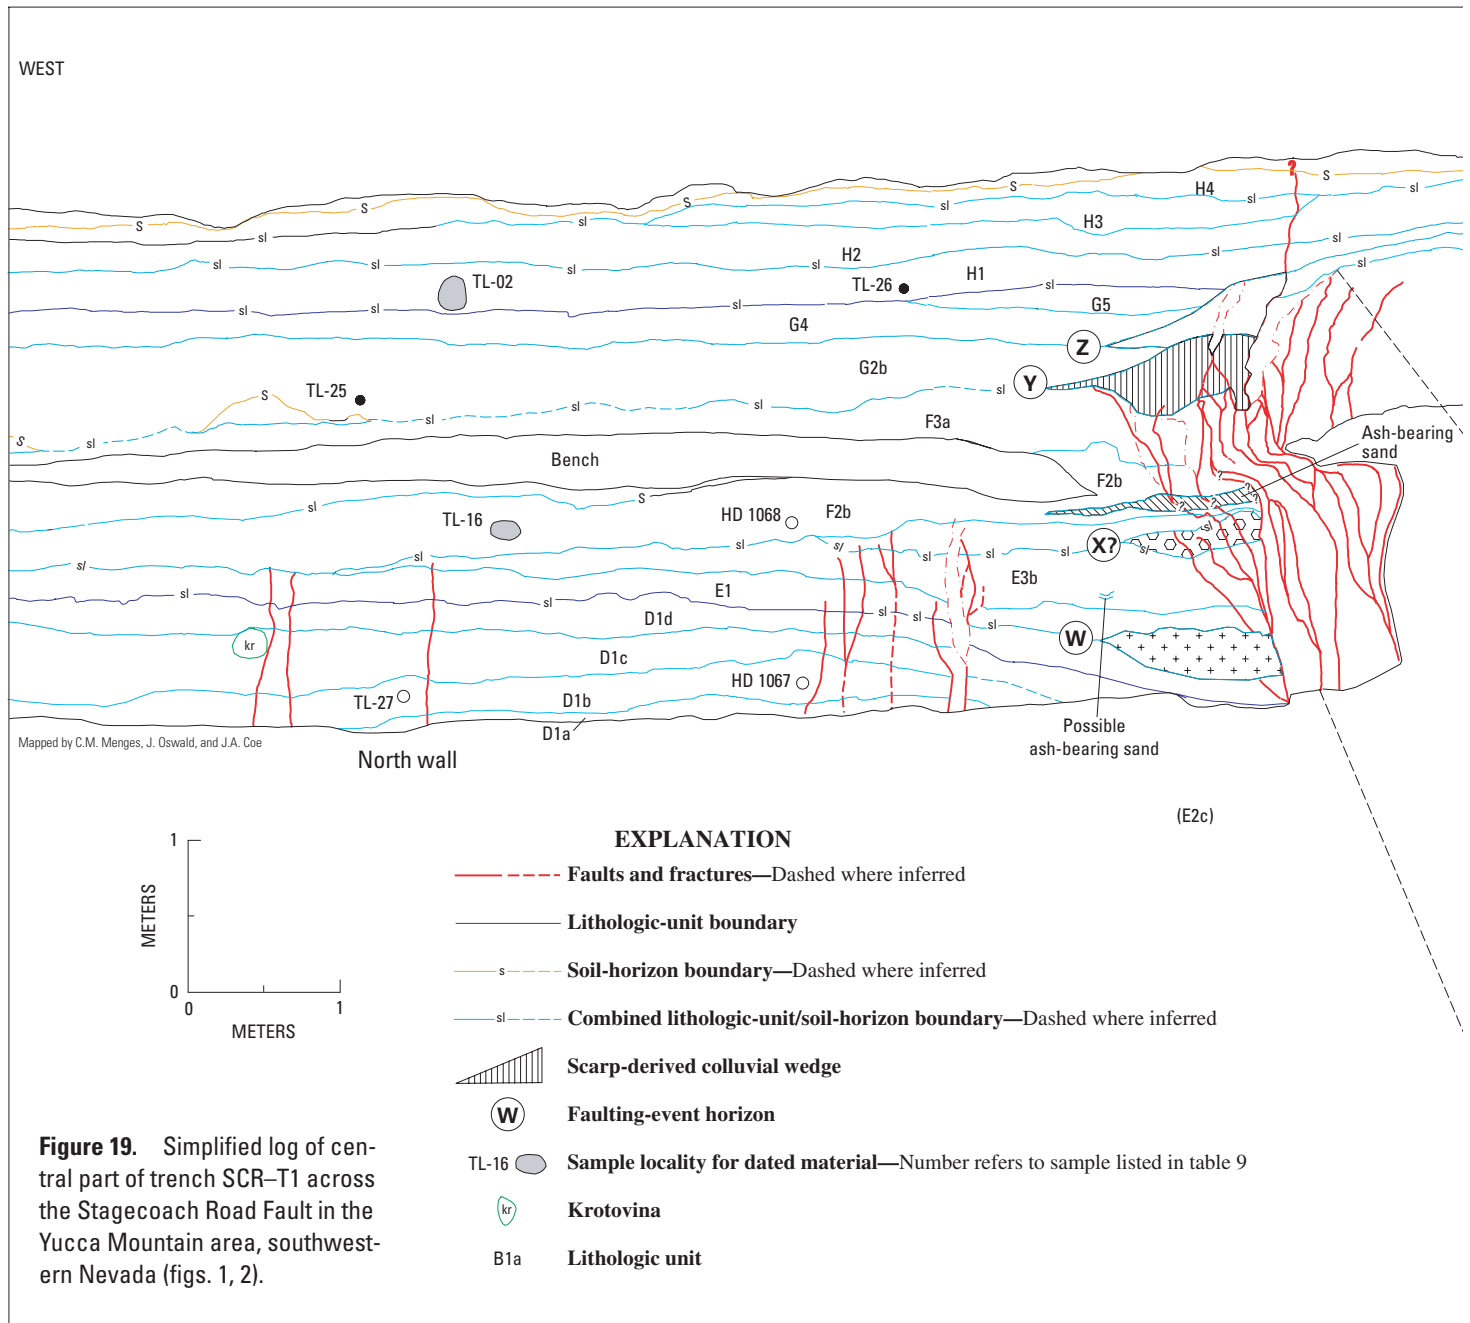 WEST
S
S
S
S
S
sl
sl
H4
sl
sl
sl
sl
H3
sl
sl
sl
sl
H2
sl
sl
TL-02
TL-26
H1
sl
sl
sl
sl
sl
G5
G4
Z
G2b
Y
TL-25
S
sl
sl
sl
sl
sl
F3a
S
sl
Bench
Ash-bearing
sand
F2b
S
sl
TL-16
HD 1068
F2b
X?
sl
sl
sl
sl
sl
sl
sl
sl
sl
sl
E3b
E1
sl
sl
sl
sl
sl
D1d
W
kr
D1c
HD 1067
TL-27
D1b
D1a
Possible
ash-bearing sand
Mapped by C.M. Menges, J. Oswald, and J.A. Coe
North wall
(E2c)
?
?
?
?
?
?
?
1
METERS
0
0
1
METERS
EXPLANATION
Faults and fractures—Dashed where inferred
Lithologic-unit boundary
s
Soil-horizon boundary—Dashed where inferred
sl
Combined lithologic-unit/soil-horizon boundary—Dashed where inferred
Scarp-derived colluvial wedge
W
Faulting-event horizon
TL-16
Sample locality for dated material—Number refers to sample listed in table 9
kr
Krotovina
B1a
Lithologic unit
Figure 19. Simplified log of cen-
tral part of trench SCR–T1 across
the Stagecoach Road Fault in the
Yucca Mountain area, southwest-
ern Nevada (figs. 1, 2).